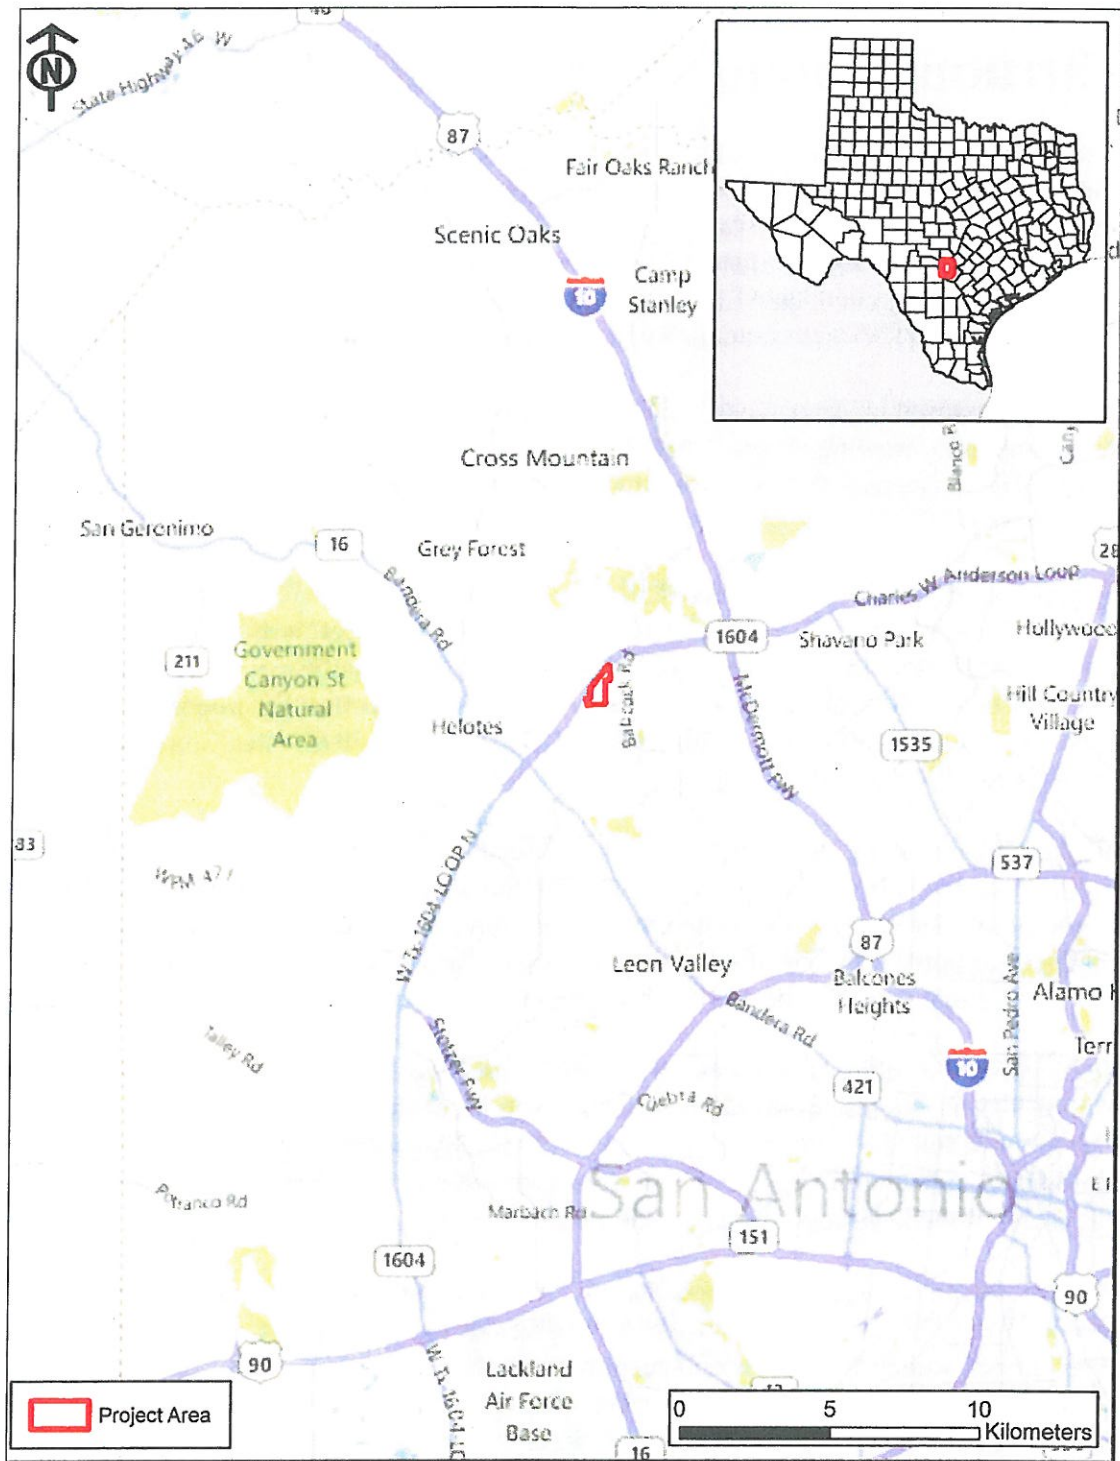 N
State Highway 46 W
46
87
Fair Oaks Ranch
Scenic Oaks
10
Camp
Stanley
Blanco R
Cross Mountain
San Geronimo
16
Grey Forest
28
Bandera Rd
Charles W Anderson Loop
1604
Shavano Park
Hollywood
211
Government
Canyon St
Natural
Area
Babcock Rd
McDermott FWY
Hill Country
Village
Helotes
1535
83
537
W Tx-1604 LOOP N
87
Leon Valley
Balcones
Heights
San Pedro Ave
Alamo H
Bandera Rd
Talley Rd
Stotzer FWY
10
Terr
421
San Antonio
Marbach Rd
151
1604
90
90
Lackland
Air Force
Base
16
Project Area
0 5 10
Kilometers